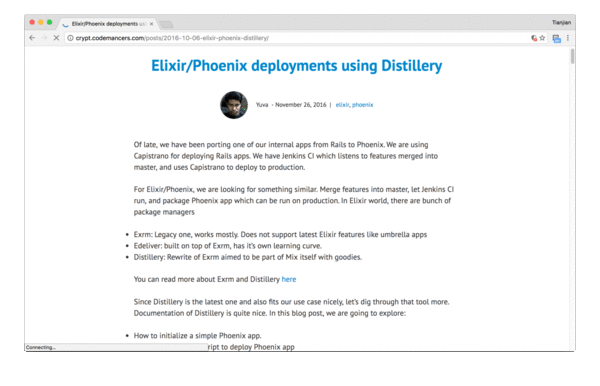 Elixir/Phoenix deployments usi
Tianjian
crypt.codemancers.com/posts/2016-10-06-elixir-phoenix-distillery/
Elixir/Phoenix deployments using Distillery
Yuva - November 26, 2016 | elixir, phoenix
Of late, we have been porting one of our internal apps from Rails to Phoenix. We are using
Capistrano for deploying Rails apps. We have Jenkins CI which listens to features merged into
master, and uses Capistrano to deploy to production.
For Elixir/Phoenix, we are looking for something similar. Merge features into master, let Jenkins CI
run, and package Phoenix app which can be run on production. In Elixir world, there are bunch of
package managers
• Exrm: Legacy one, works mostly. Does not support latest Elixir features like umbrella apps
• Edeliver: built on top of Exrm, has it's own learning curve.
• Distillery: Rewrite of Exrm aimed to be part of Mix itself with goodies.
You can read more about Exrm and Distillery here
Since Distillery is the latest one and also fits our use case nicely, let's dig through that tool more.
Documentation of Distillery is quite nice. In this blog post, we are going to explore:
• How to initialize a simple Phoenix app.
ript to deploy Phoenix app
Connecting...